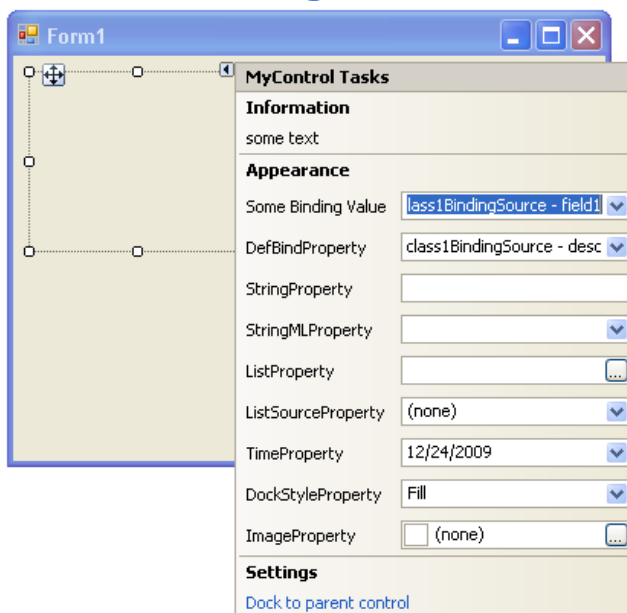 Form1
MyControl Tasks
Information
some text
Appearance
Some Binding Value lass1BindingSource - field1
DefBindProperty class1BindingSource - desc
StringProperty
StringMLProperty
ListProperty ...
ListSourceProperty (none)
TimeProperty 12/24/2009
DockStyleProperty Fill
ImageProperty (none) ...
Settings
Dock to parent control